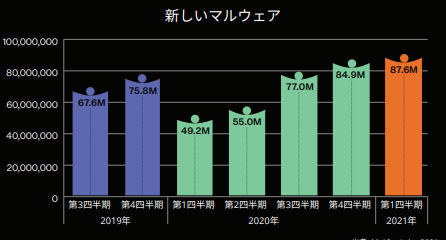 新しいマルウェア
100,000,000
80,000,000
60,000,000
40,000,000
20,000,000
0
67.6M
75.8M
49.2M
55.0M
77.0M
84.9M
87.6M
第3四半期 第4四半期 第1四半期 第2四半期 第3四半期 第4四半期 第1四半期
2019年 2020年 2021年